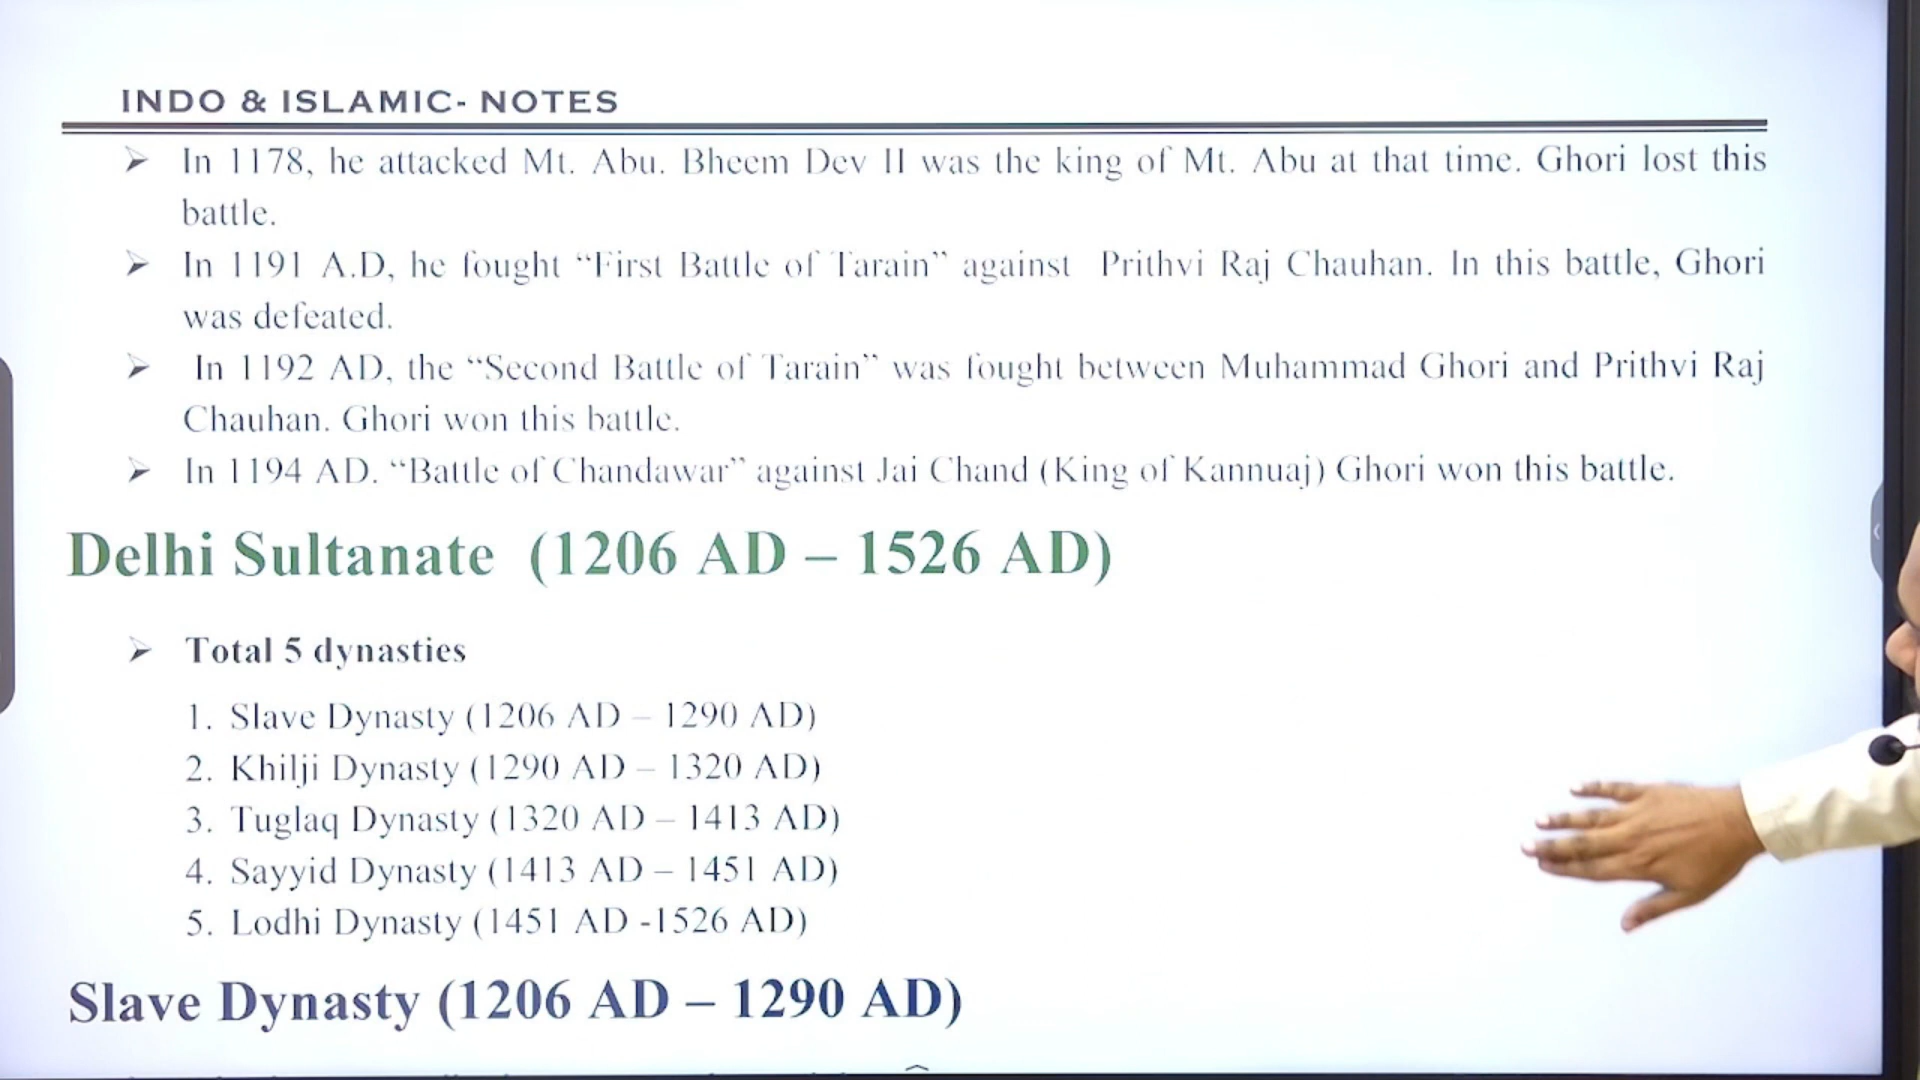 INDO & ISLAMIC- NOTES
➢ In 1178, he attacked Mt. Abu. Bheem Dev II was the king of Mt. Abu at that time. Ghori lost this
battle.
➢ In 1191 A.D, he fought “First Battle of Tarain” against Prithvi Raj Chauhan. In this battle, Ghori
was defeated.
➢ In 1192 AD, the “Second Battle of Tarain” was fought between Muhammad Ghori and Prithvi Raj
Chauhan. Ghori won this battle.
➢ In 1194 AD. “Battle of Chandawar” against Jai Chand (King of Kannuaj) Ghori won this battle.
Delhi Sultanate (1206 AD – 1526 AD)
➢ Total 5 dynasties
1. Slave Dynasty (1206 AD – 1290 AD)
2. Khilji Dynasty (1290 AD – 1320 AD)
3. Tuglaq Dynasty (1320 AD – 1413 AD)
4. Sayyid Dynasty (1413 AD – 1451 AD)
5. Lodhi Dynasty (1451 AD -1526 AD)
Slave Dynasty (1206 AD – 1290 AD)